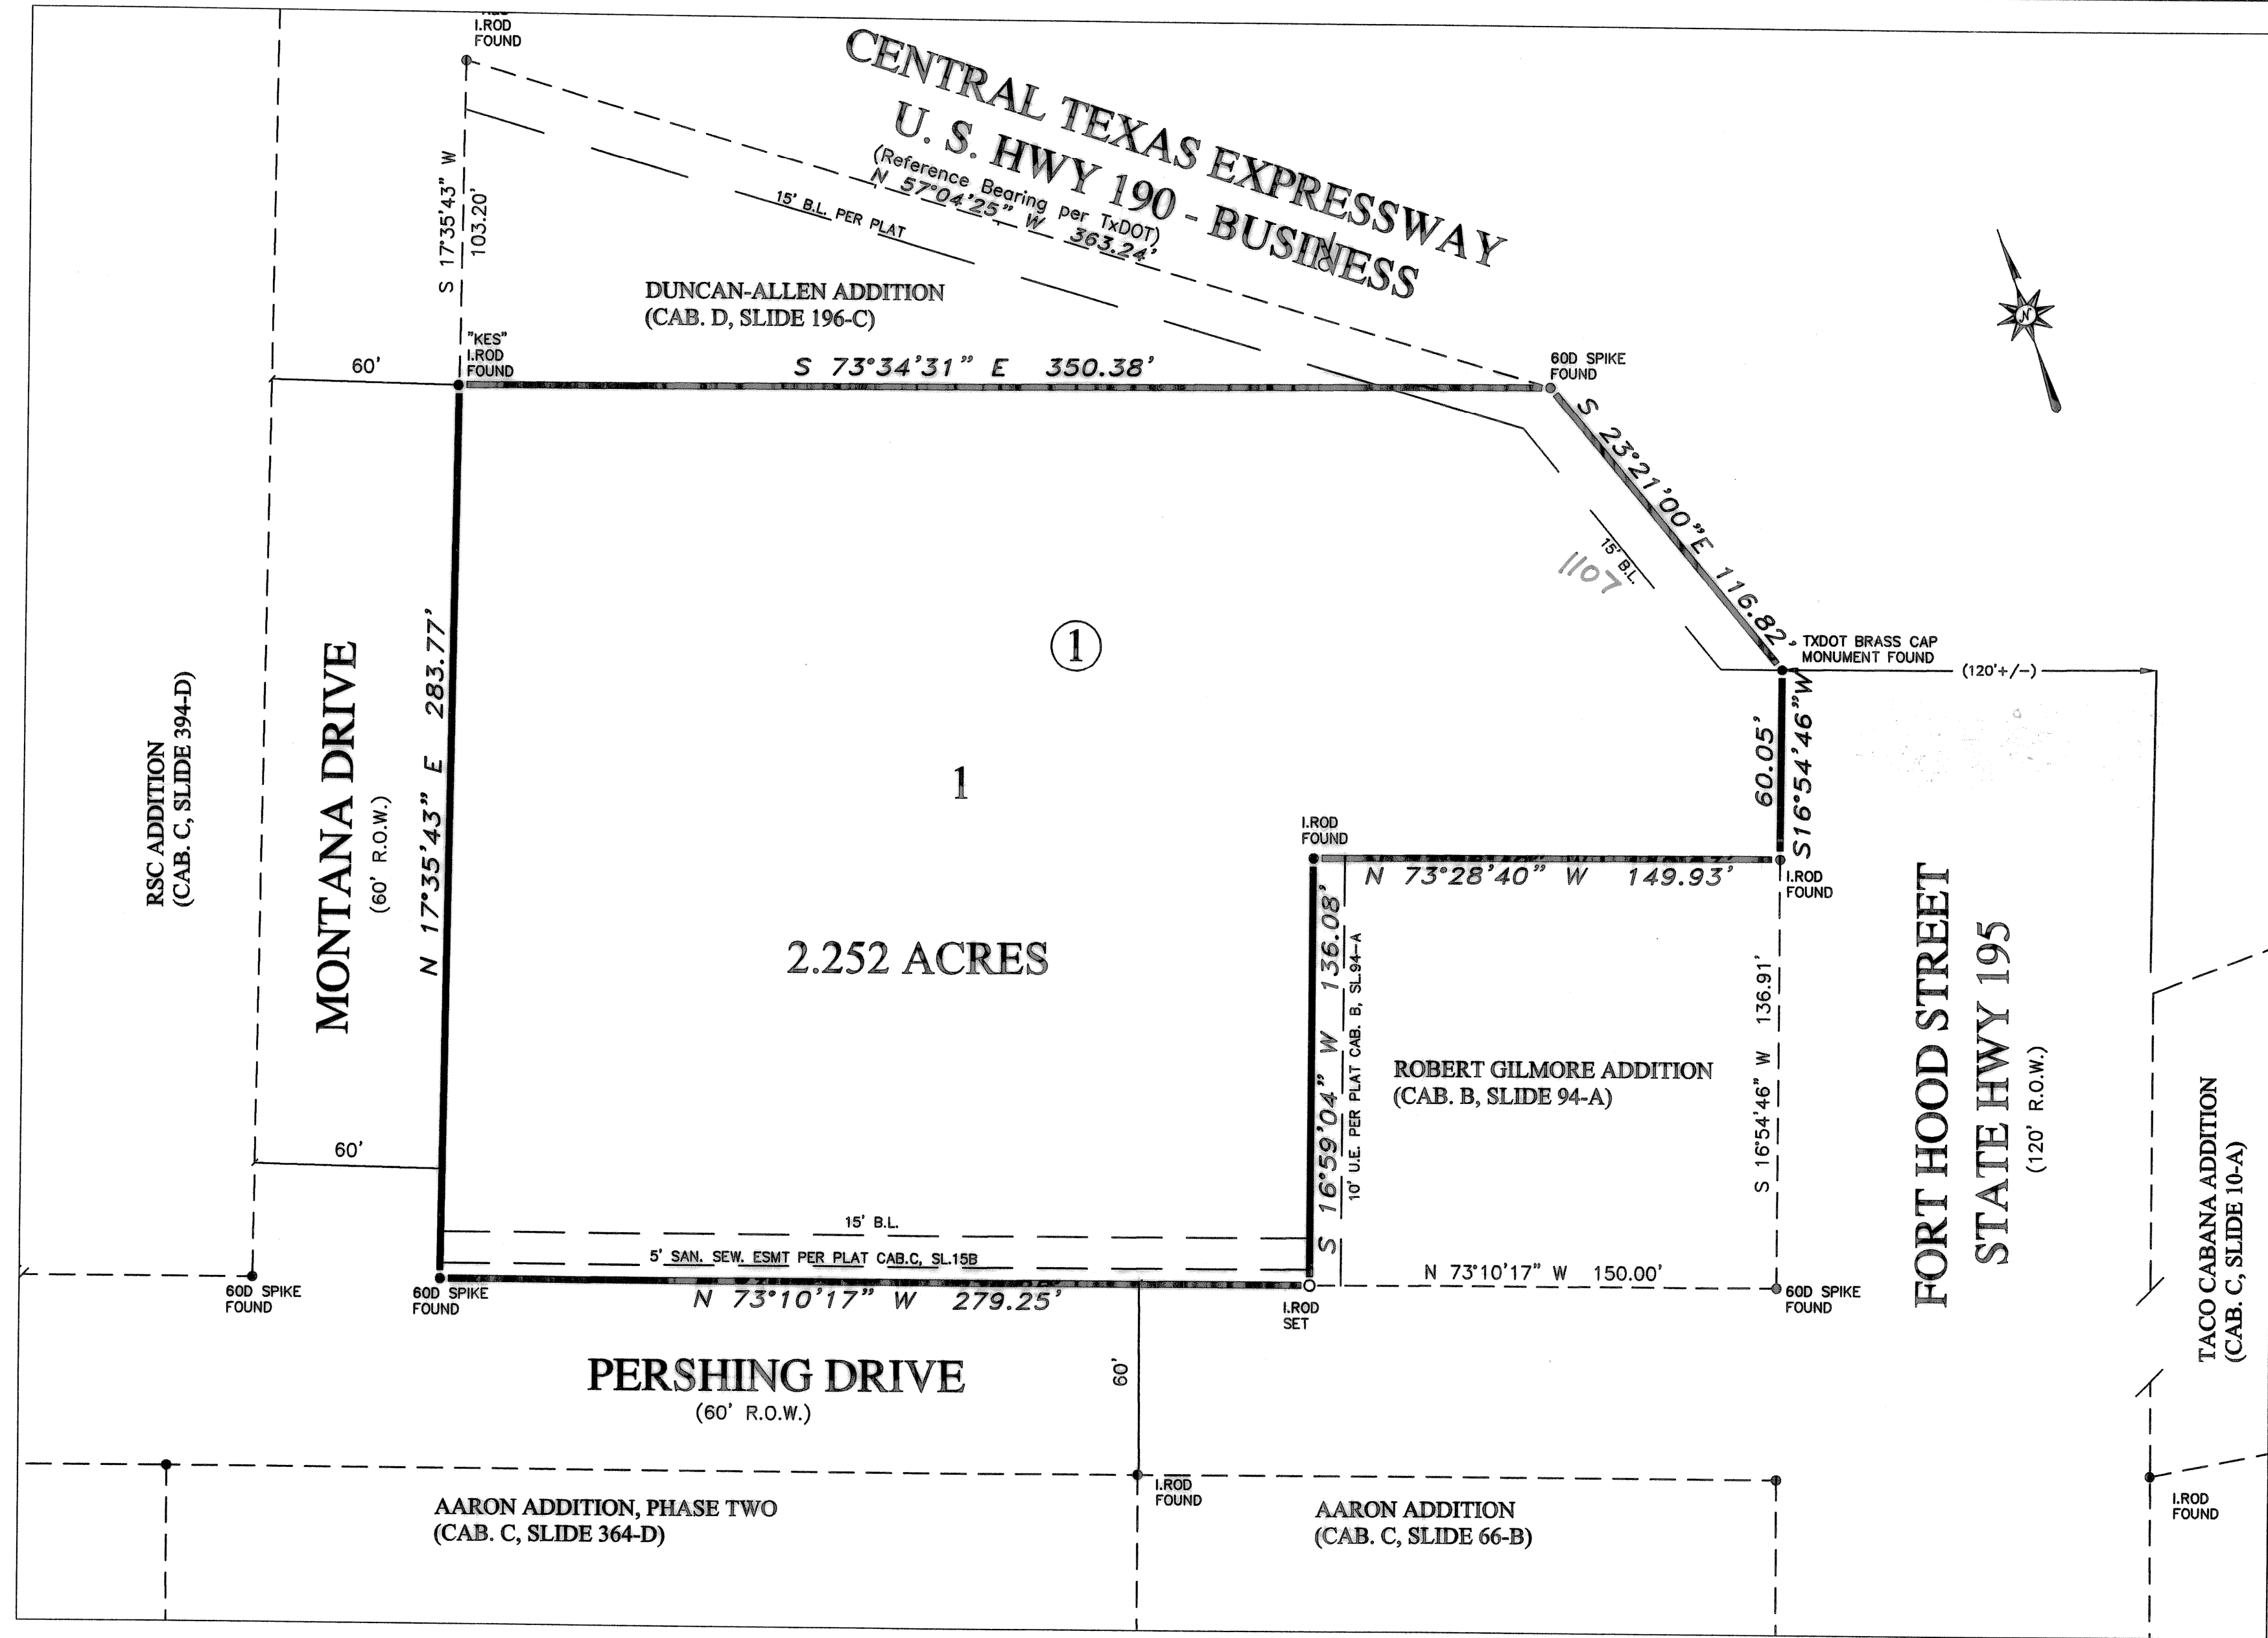 I.ROD
FOUND
CENTRAL TEXAS EXPRESSWAY
U. S. HWY 190 - BUSINESS
(Reference Bearing per TxDOT)
N 57°04'25" W 363.24'
15' B.L. PER PLAT
S 17°35'43" W
103.20'
DUNCAN-ALLEN ADDITION
(CAB. D, SLIDE 196-C)
"KES"
I.ROD
FOUND
60'
S 73°34'31" E 350.38'
60D SPIKE
FOUND
N
S 23°21'00"E 116.82'
15' B.L.
1107
TXDOT BRASS CAP
MONUMENT FOUND
(120'+/-)
1
1
2.252 ACRES
RSC ADDITION
(CAB. C, SLIDE 394-D)
MONTANA DRIVE
(60' R.O.W.)
N 17°35'43" E 283.77'
60.05'
S16°54'46"W
I.ROD
FOUND
N 73°28'40" W 149.93'
I.ROD
FOUND
S 16°59'04" W 136.08'
10' U.E. PER PLAT CAB. B, SL.94-A
ROBERT GILMORE ADDITION
(CAB. B, SLIDE 94-A)
S 16°54'46" W 136.91'
FORT HOOD STREET
STATE HWY 195
(120' R.O.W.)
TACO CABANA ADDITION
(CAB. C, SLIDE 10-A)
60'
15' B.L.
5' SAN. SEW. ESMT PER PLAT CAB.C, SL.15B
60D SPIKE
FOUND
60D SPIKE
FOUND
N 73°10'17" W 279.25'
I.ROD
SET
N 73°10'17" W 150.00'
60D SPIKE
FOUND
PERSHING DRIVE
(60' R.O.W.)
60'
I.ROD
FOUND
I.ROD
FOUND
AARON ADDITION, PHASE TWO
(CAB. C, SLIDE 364-D)
AARON ADDITION
(CAB. C, SLIDE 66-B)